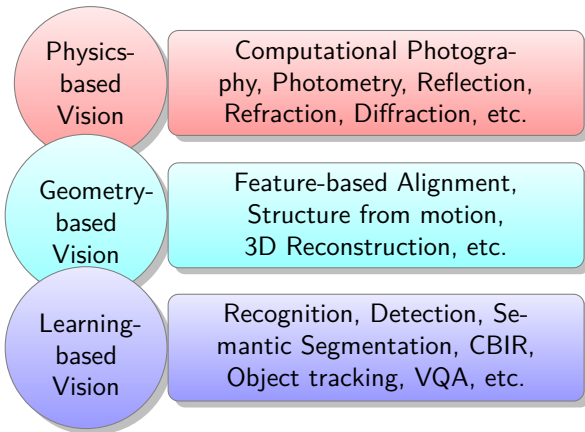 Physics-
based
Vision
Computational Photogra-
phy, Photometry, Reflection,
Refraction, Diffraction, etc.
Geometry-
based
Vision
Feature-based Alignment,
Structure from motion,
3D Reconstruction, etc.
Learning-
based
Vision
Recognition, Detection, Se-
mantic Segmentation, CBIR,
Object tracking, VQA, etc.